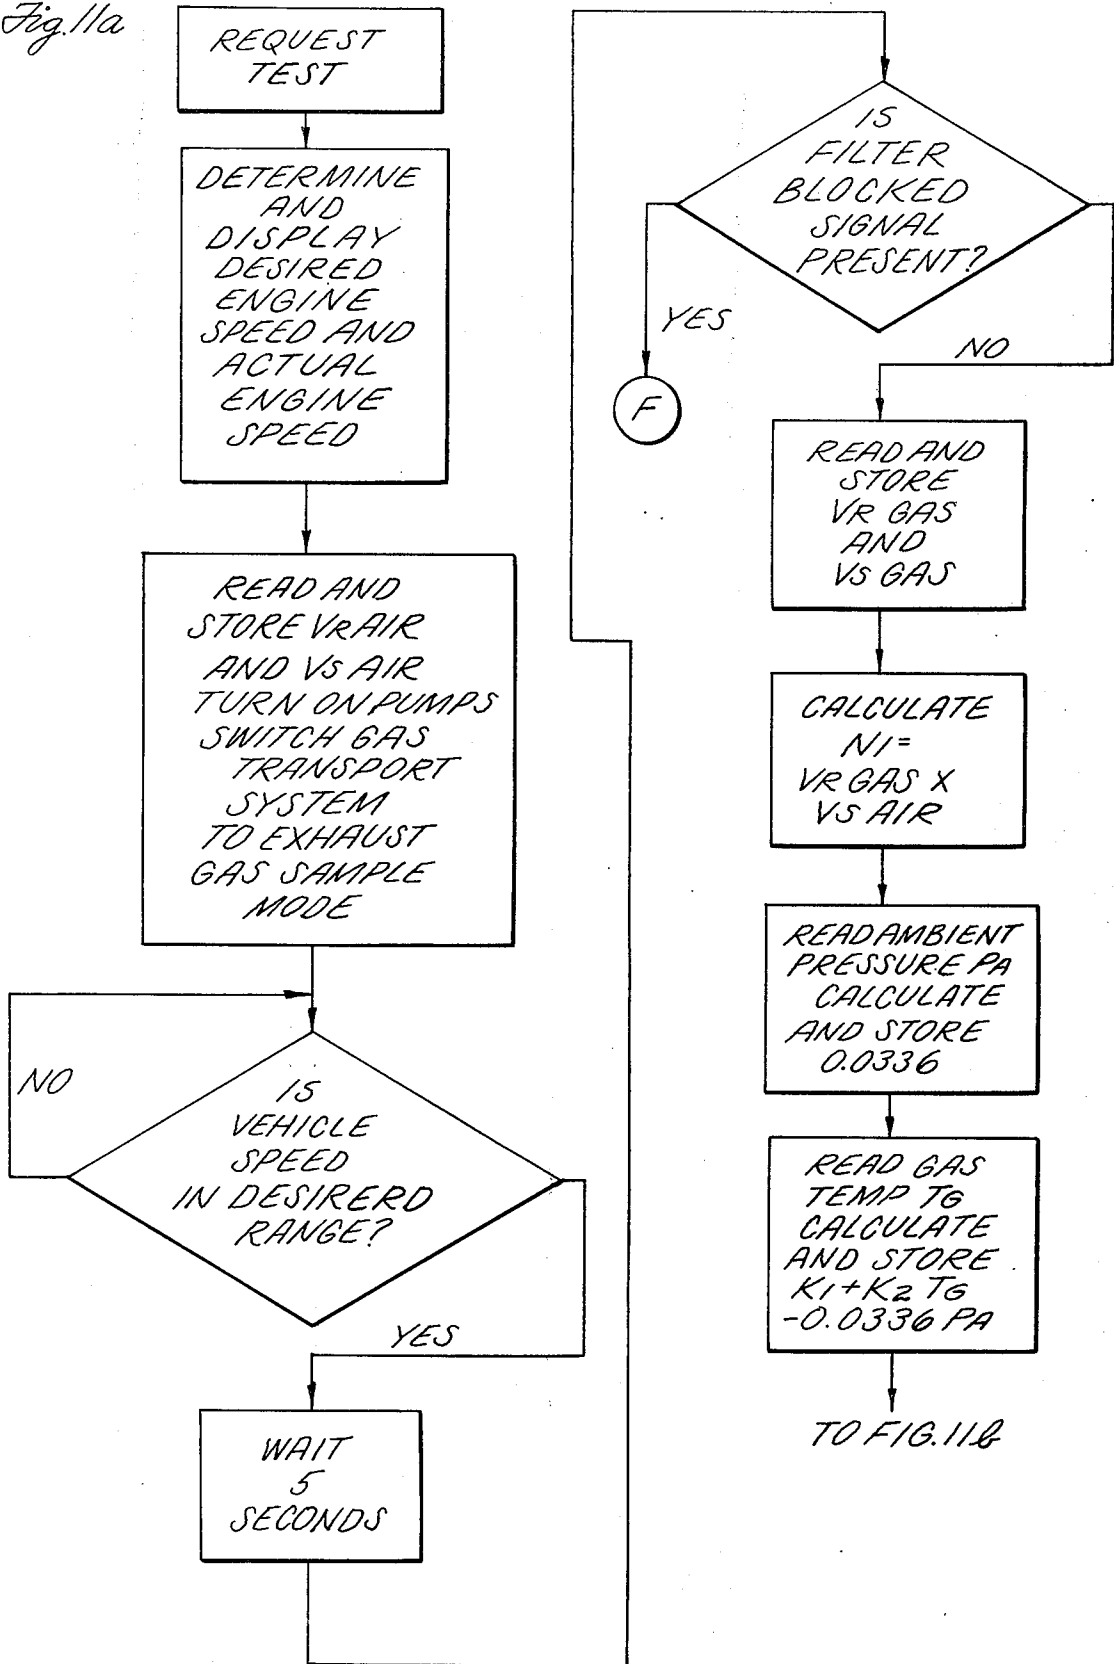 Fig. 11a
REQUEST
TEST
DETERMINE
AND
DISPLAY
DESIRED
ENGINE
SPEED AND
ACTUAL
ENGINE
SPEED
READ AND
STORE VR AIR
AND VS AIR
TURN ON PUMPS
SWITCH GAS
TRANSPORT
SYSTEM
TO EXHAUST
GAS SAMPLE
MODE
NO
IS
VEHICLE
SPEED
IN DESIRERD
RANGE?
YES
WAIT
5
SECONDS
IS
FILTER
BLOCKED
SIGNAL
PRESENT?
YES
NO
F
READ AND
STORE
VR GAS
AND
VS GAS
CALCULATE
N1=
VR GAS X
VS AIR
READ AMBIENT
PRESSURE PA
CALCULATE
AND STORE
0.0336
READ GAS
TEMP TG
CALCULATE
AND STORE
K1+K2 TG
-0.0336 PA
TO FIG. 11b